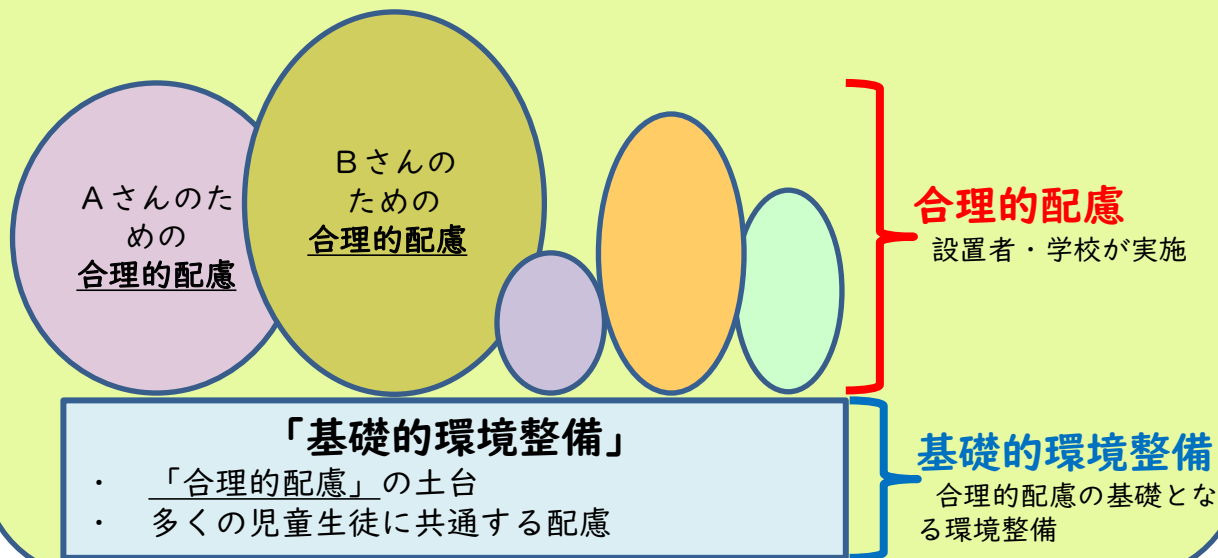 Ａさんのた
めの
合理的配慮
Ｂさんの
ための
合理的配慮
合理的配慮
設置者・学校が実施
「基礎的環境整備」
・ 「合理的配慮」の土台
・ 多くの児童生徒に共通する配慮
基礎的環境整備
合理的配慮の基礎とな
る環境整備